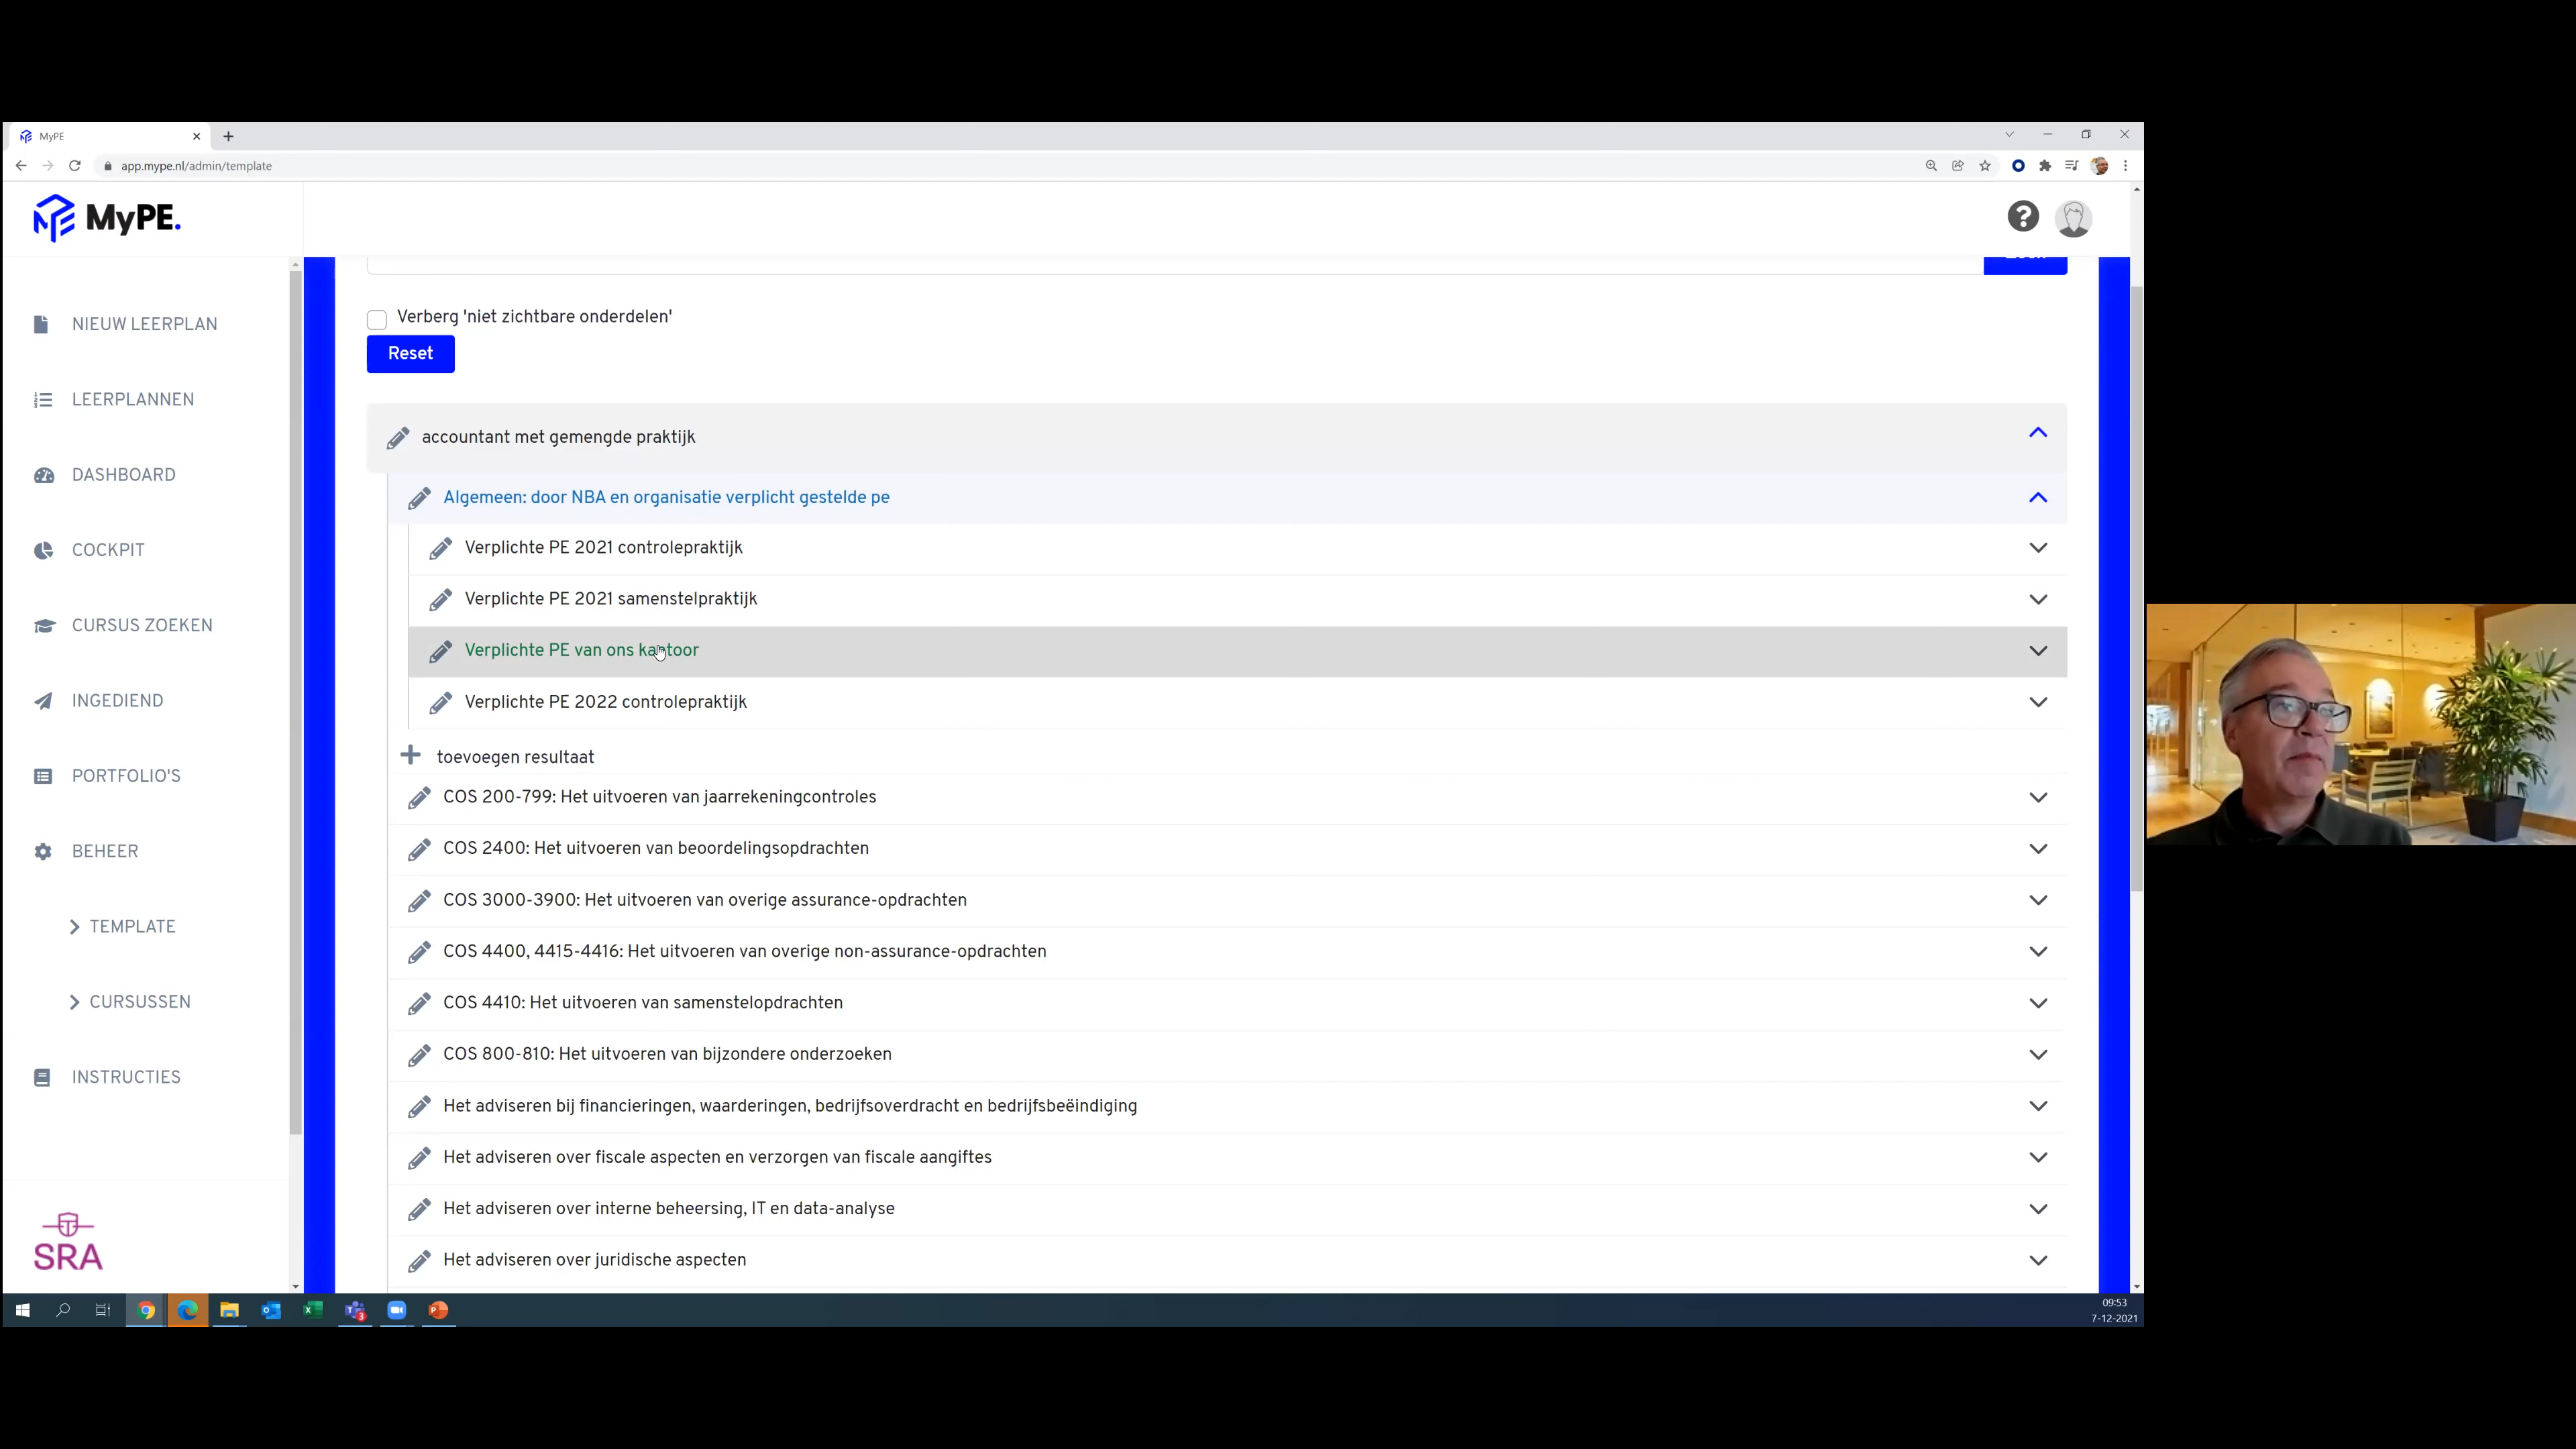 MyPE
app.mype.nl/admin/template
MyPE.
NIEUW LEERPLAN
LEERPLANNEN
DASHBOARD
COCKPIT
CURSUS ZOEKEN
INGEDIEND
PORTFOLIO'S
BEHEER
TEMPLATE
CURSUSSEN
INSTRUCTIES
SRA
Verberg 'niet zichtbare onderdelen'
Reset
accountant met gemengde praktijk
Algemeen: door NBA en organisatie verplicht gestelde pe
Verplichte PE 2021 controlepraktijk
Verplichte PE 2021 samenstelpraktijk
Verplichte PE van ons kantoor
Verplichte PE 2022 controlepraktijk
toevoegen resultaat
COS 200-799: Het uitvoeren van jaarrekeningcontroles
COS 2400: Het uitvoeren van beoordelingsopdrachten
COS 3000-3900: Het uitvoeren van overige assurance-opdrachten
COS 4400, 4415-4416: Het uitvoeren van overige non-assurance-opdrachten
COS 4410: Het uitvoeren van samenstelopdrachten
COS 800-810: Het uitvoeren van bijzondere onderzoeken
Het adviseren bij financieringen, waarderingen, bedrijfsoverdracht en bedrijfsbeëindiging
Het adviseren over fiscale aspecten en verzorgen van fiscale aangiftes
Het adviseren over interne beheersing, IT en data-analyse
Het adviseren over juridische aspecten
09:53
7-12-2021